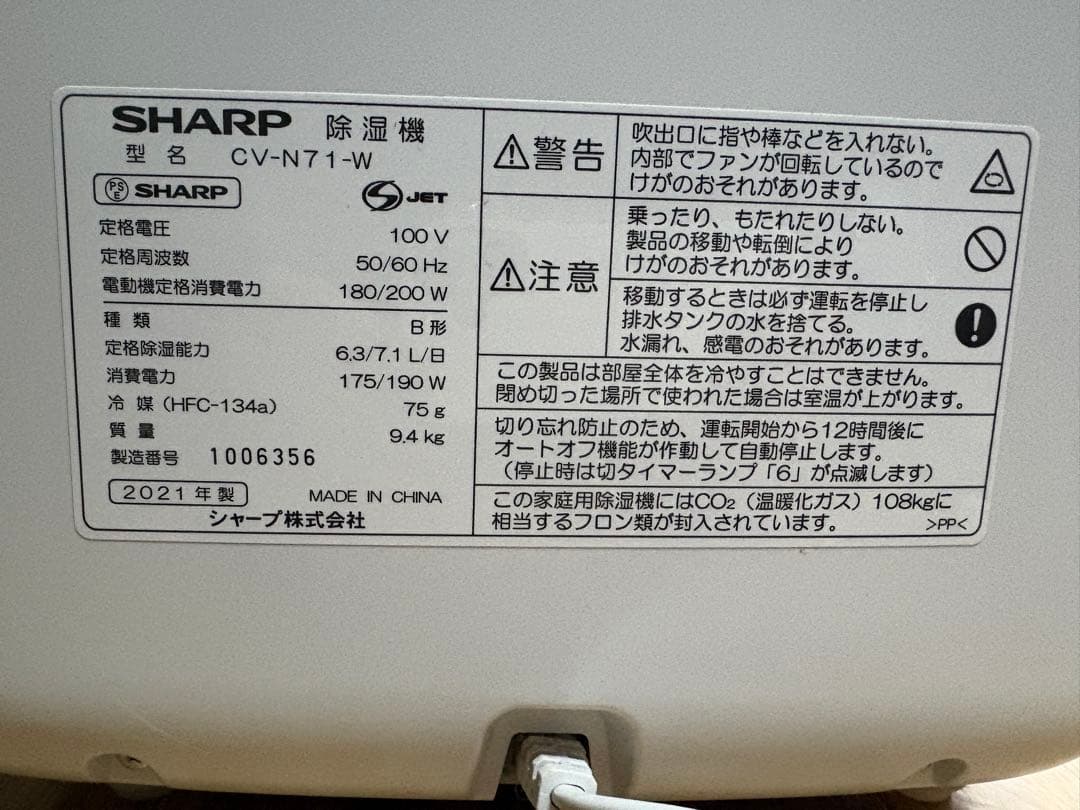 SHARP 除湿機
型名 CV-N71-W
PSE SHARP
S JET
定格電圧 100 V
定格周波数 50/60 Hz
電動機定格消費電力 180/200 W
種類 B形
定格除湿能力 6.3/7.1 L/日
消費電力 175/190 W
冷媒(HFC-134a) 75 g
質量 9.4 kg
製造番号 1006356
2021年製 MADE IN CHINA
シャープ株式会社
⚠警告
吹出口に指や棒などを入れない。
内部でファンが回転しているので
けがのおそれがあります。
⚠注意
乗ったり、もたれたりしない。
製品の移動や転倒により
けがのおそれがあります。
移動するときは必ず運転を停止し
排水タンクの水を捨てる。
水漏れ、感電のおそれがあります。
この製品は部屋全体を冷やすことはできません。
閉め切った場所で使われた場合は室温が上がります。
切り忘れ防止のため、運転開始から12時間後に
オートオフ機能が作動して自動停止します。
(停止時は切タイマーランプ「6」が点滅します)
この家庭用除湿機にはCO₂(温暖化ガス)108kgに
相当するフロン類が封入されています。 >PP<